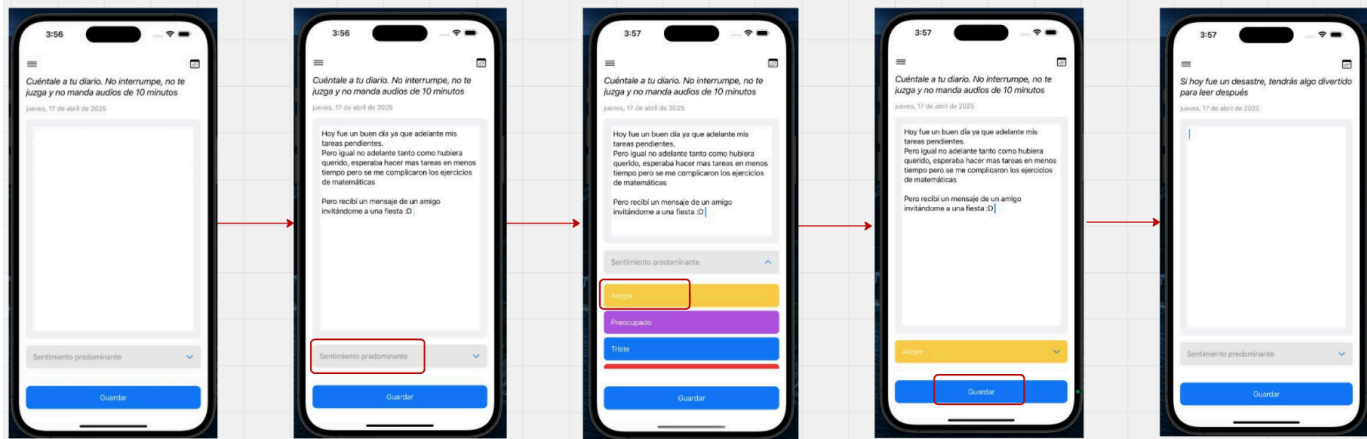 3:56
Cuéntale a tu diario. No interrumpe, no te
juzga y no manda audios de 10 minutos
jueves, 17 de abril de 2025
Sentimiento predominante
Guardar
3:56
Cuéntale a tu diario. No interrumpe, no te
juzga y no manda audios de 10 minutos
jueves, 17 de abril de 2025
Hoy fue un buen día ya que adelante mis
tareas pendientes.
Pero igual no adelante tanto como hubiera
querido, esperaba hacer mas tareas en menos
tiempo pero se me complicaron los ejercicios
de matemáticas
Pero recibí un mensaje de un amigo
invitándome a una fiesta :D
Sentimiento predominante
Guardar
3:57
Cuéntale a tu diario. No interrumpe, no te
juzga y no manda audios de 10 minutos
jueves, 17 de abril de 2025
Hoy fue un buen día ya que adelante mis
tareas pendientes.
Pero igual no adelante tanto como hubiera
querido, esperaba hacer mas tareas en menos
tiempo pero se me complicaron los ejercicios
de matemáticas
Pero recibí un mensaje de un amigo
invitándome a una fiesta :D
Sentimiento predominante
Alegre
Preocupado
Triste
Guardar
3:57
Cuéntale a tu diario. No interrumpe, no te
juzga y no manda audios de 10 minutos
jueves, 17 de abril de 2025
Hoy fue un buen día ya que adelante mis
tareas pendientes.
Pero igual no adelante tanto como hubiera
querido, esperaba hacer mas tareas en menos
tiempo pero se me complicaron los ejercicios
de matemáticas
Pero recibí un mensaje de un amigo
invitándome a una fiesta :D
Alegre
Guardar
3:57
Si hoy fue un desastre, tendrás algo divertido
para leer después
jueves, 17 de abril de 2025
Sentimiento predominante
Guardar